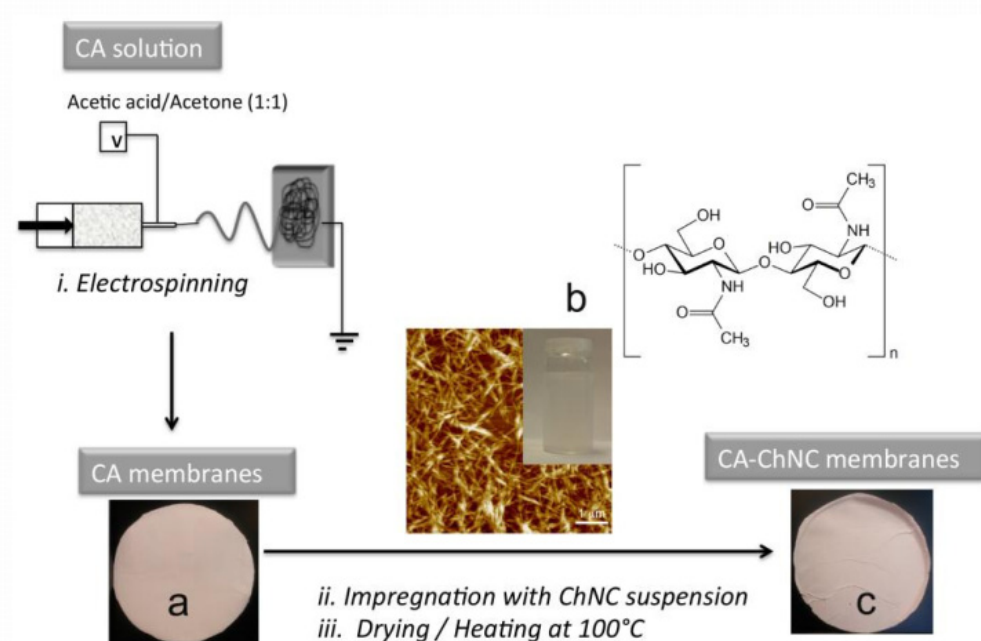 CA solution
Acetic acid/Acetone (1:1)
V
i. Electrospinning
CH₃
O
NH
OH
O
HO
O
HO
O
O
NH
OH
O
CH₃
n
b
1 µm
CA membranes
CA-ChNC membranes
a
c
ii. Impregnation with ChNC suspension
iii. Drying / Heating at 100°C